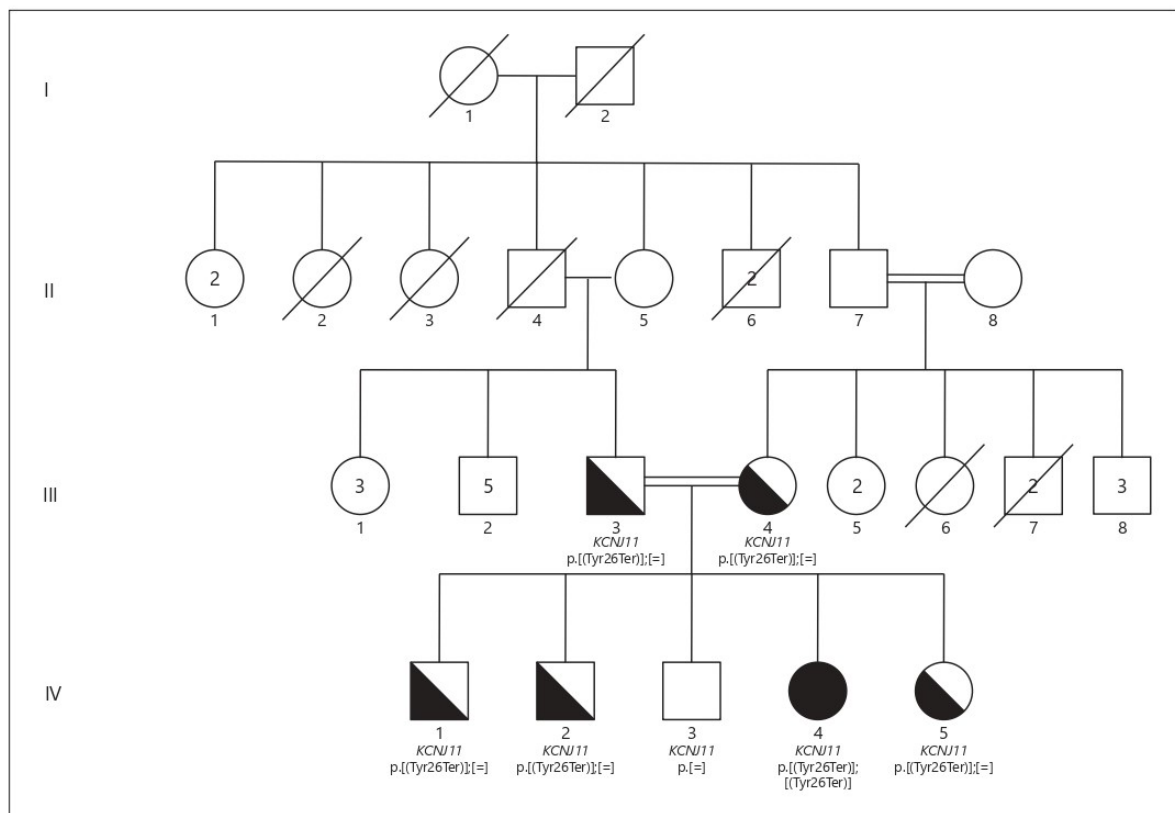 I
1 2
2 2
II
1 2 3 4 5 6 7 8
3 5 2 2 3
III
1 2 3 4 5 6 7 8
KCNJ11 KCNJ11
p.[(Tyr26Ter)];[=] p.[(Tyr26Ter)];[=]
IV
1 2 3 4 5
KCNJ11 KCNJ11 KCNJ11 KCNJ11 KCNJ11
p.[(Tyr26Ter)];[=] p.[(Tyr26Ter)];[=] p.[=] p.[(Tyr26Ter)]; p.[(Tyr26Ter)];[=]
[(Tyr26Ter)]